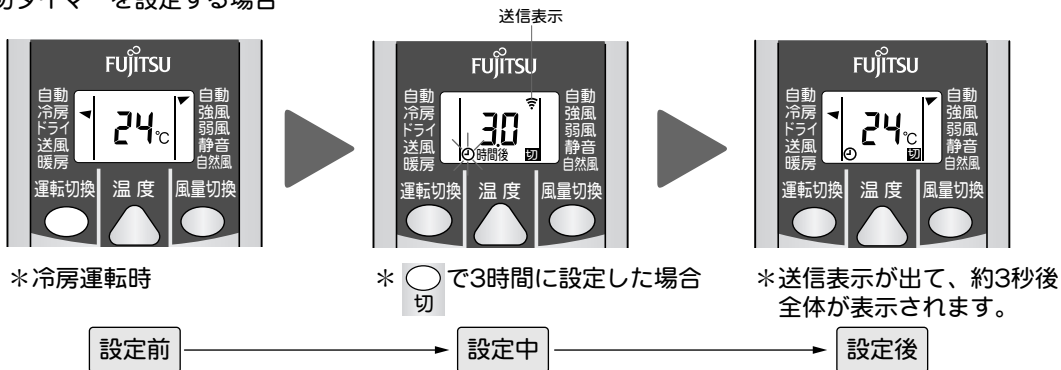 切タイマーを設定する場合
送信表示
FUJITSU
自動
冷房
ドライ
送風
暖房
24℃
自動
強風
弱風
静音
自然風
運転切換
温度
風量切換
FUJITSU
自動
冷房
ドライ
送風
暖房
3.0
時間後 切
自動
強風
弱風
静音
自然風
運転切換
温度
風量切換
FUJITSU
自動
冷房
ドライ
送風
暖房
24℃
切
自動
強風
弱風
静音
自然風
運転切換
温度
風量切換
＊冷房運転時
＊ で3時間に設定した場合
切
＊送信表示が出て、約3秒後
全体が表示されます。
設定前
設定中
設定後